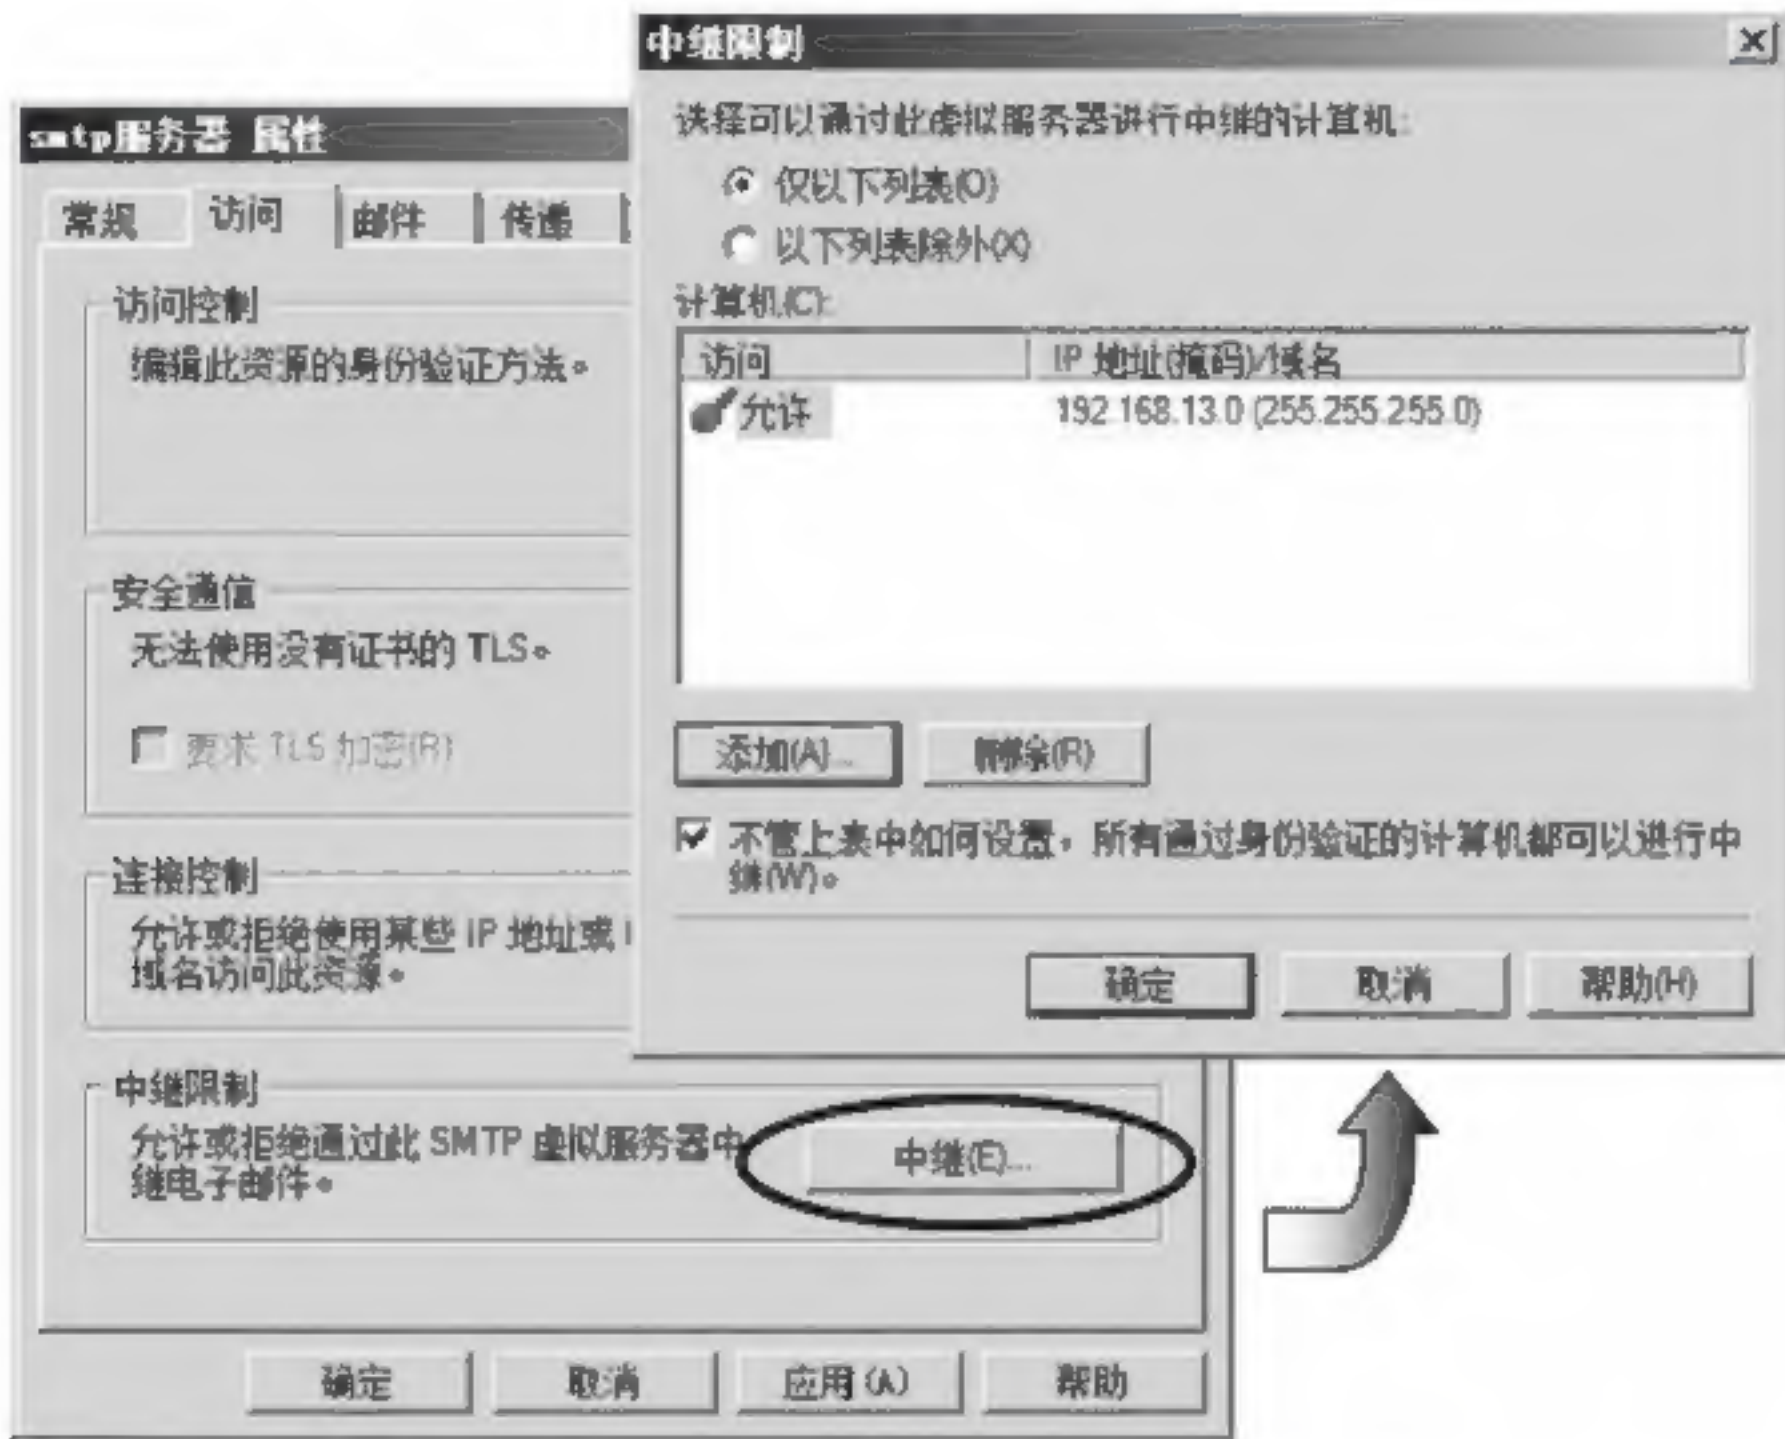 中继限制
选择可以通过此虚拟服务器进行中继的计算机:
仅以下列表(O)
以下列表除外(X)
计算机(C):
访问 IP 地址(掩码)/域名
允许 192.168.13.0 (255.255.255.0)
添加(A)... 删除(R)
不管上表中如何设置，所有通过身份验证的计算机都可以进行中
继(W)。
确定 取消 帮助(H)
smtp服务器 属性
常规 访问 邮件 传递
访问控制
编辑此资源的身份验证方法。
安全通信
无法使用没有证书的 TLS。
要求 TLS 加密(R)
连接控制
允许或拒绝使用某些 IP 地址或 I
域名访问此资源。
中继限制
允许或拒绝通过此 SMTP 虚拟服务器中
继电子邮件。
中继(E)...
确定 取消 应用(A) 帮助